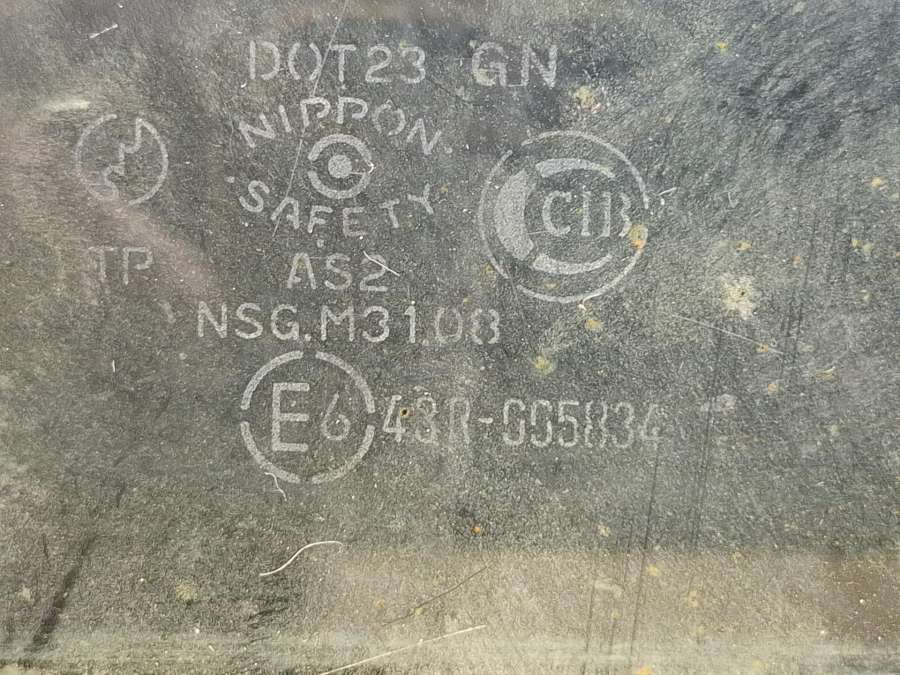 DOT23 GN
NIPPON
SAFETY
M
CIB
TP
AS2
NSG.M31.08
E6 43R-005834